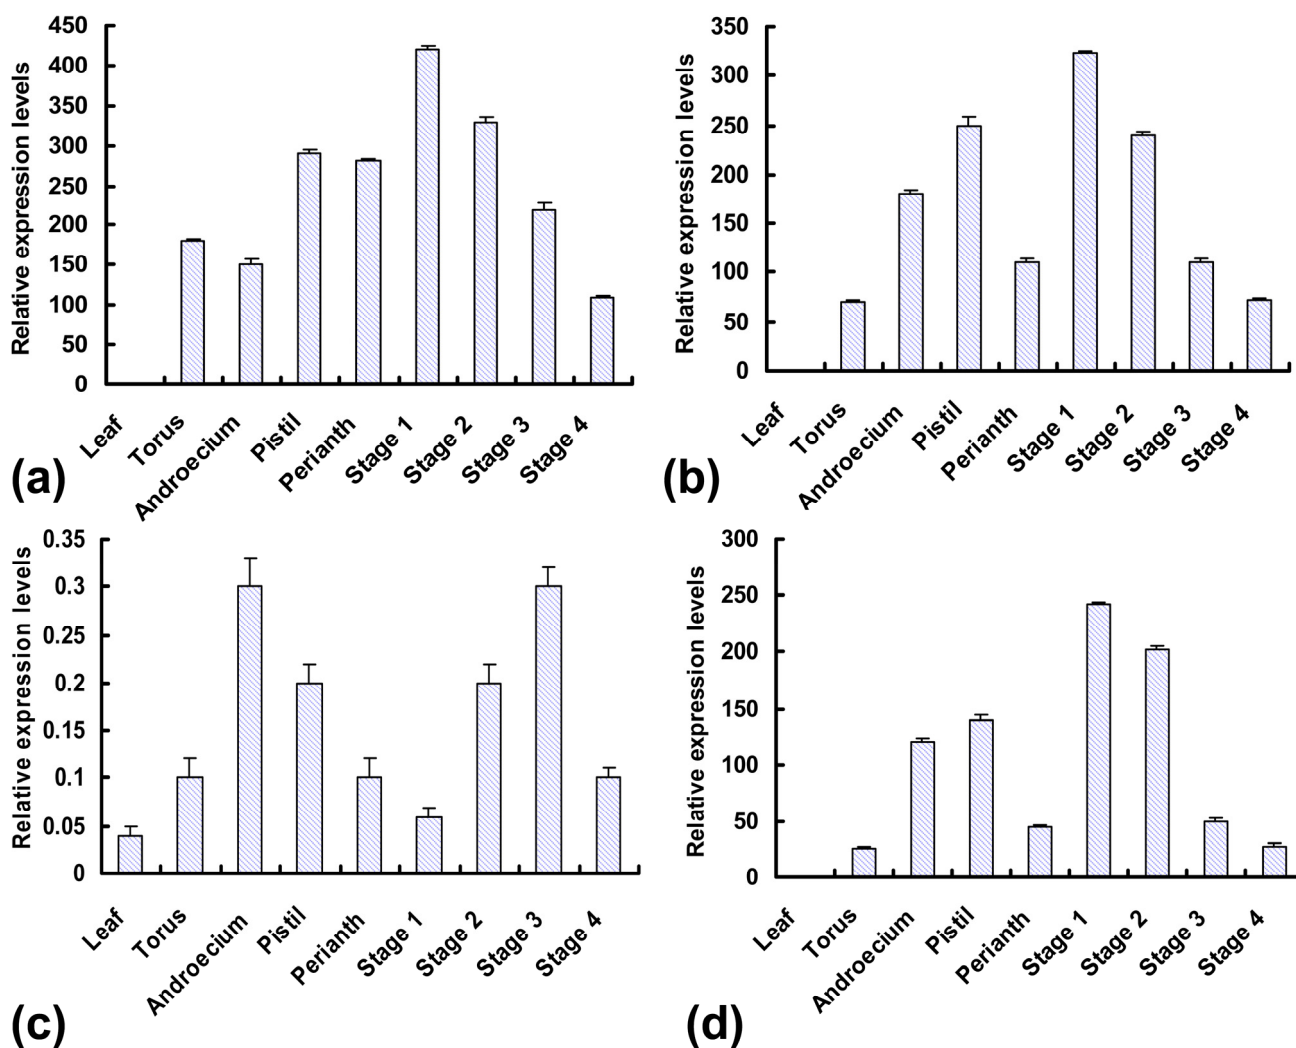 Relative expression levels
450
400
350
300
250
200
150
100
50
0
Leaf
Torus
Androecium
Pistil
Perianth
Stage 1
Stage 2
Stage 3
Stage 4
(a)
Relative expression levels
350
300
250
200
150
100
50
0
Leaf
Torus
Androecium
Pistil
Perianth
Stage 1
Stage 2
Stage 3
Stage 4
(b)
Relative expression levels
0.35
0.3
0.25
0.2
0.15
0.1
0.05
0
Leaf
Torus
Androecium
Pistil
Perianth
Stage 1
Stage 2
Stage 3
Stage 4
(c)
Relative expression levels
300
250
200
150
100
50
0
Leaf
Torus
Androecium
Pistil
Perianth
Stage 1
Stage 2
Stage 3
Stage 4
(d)